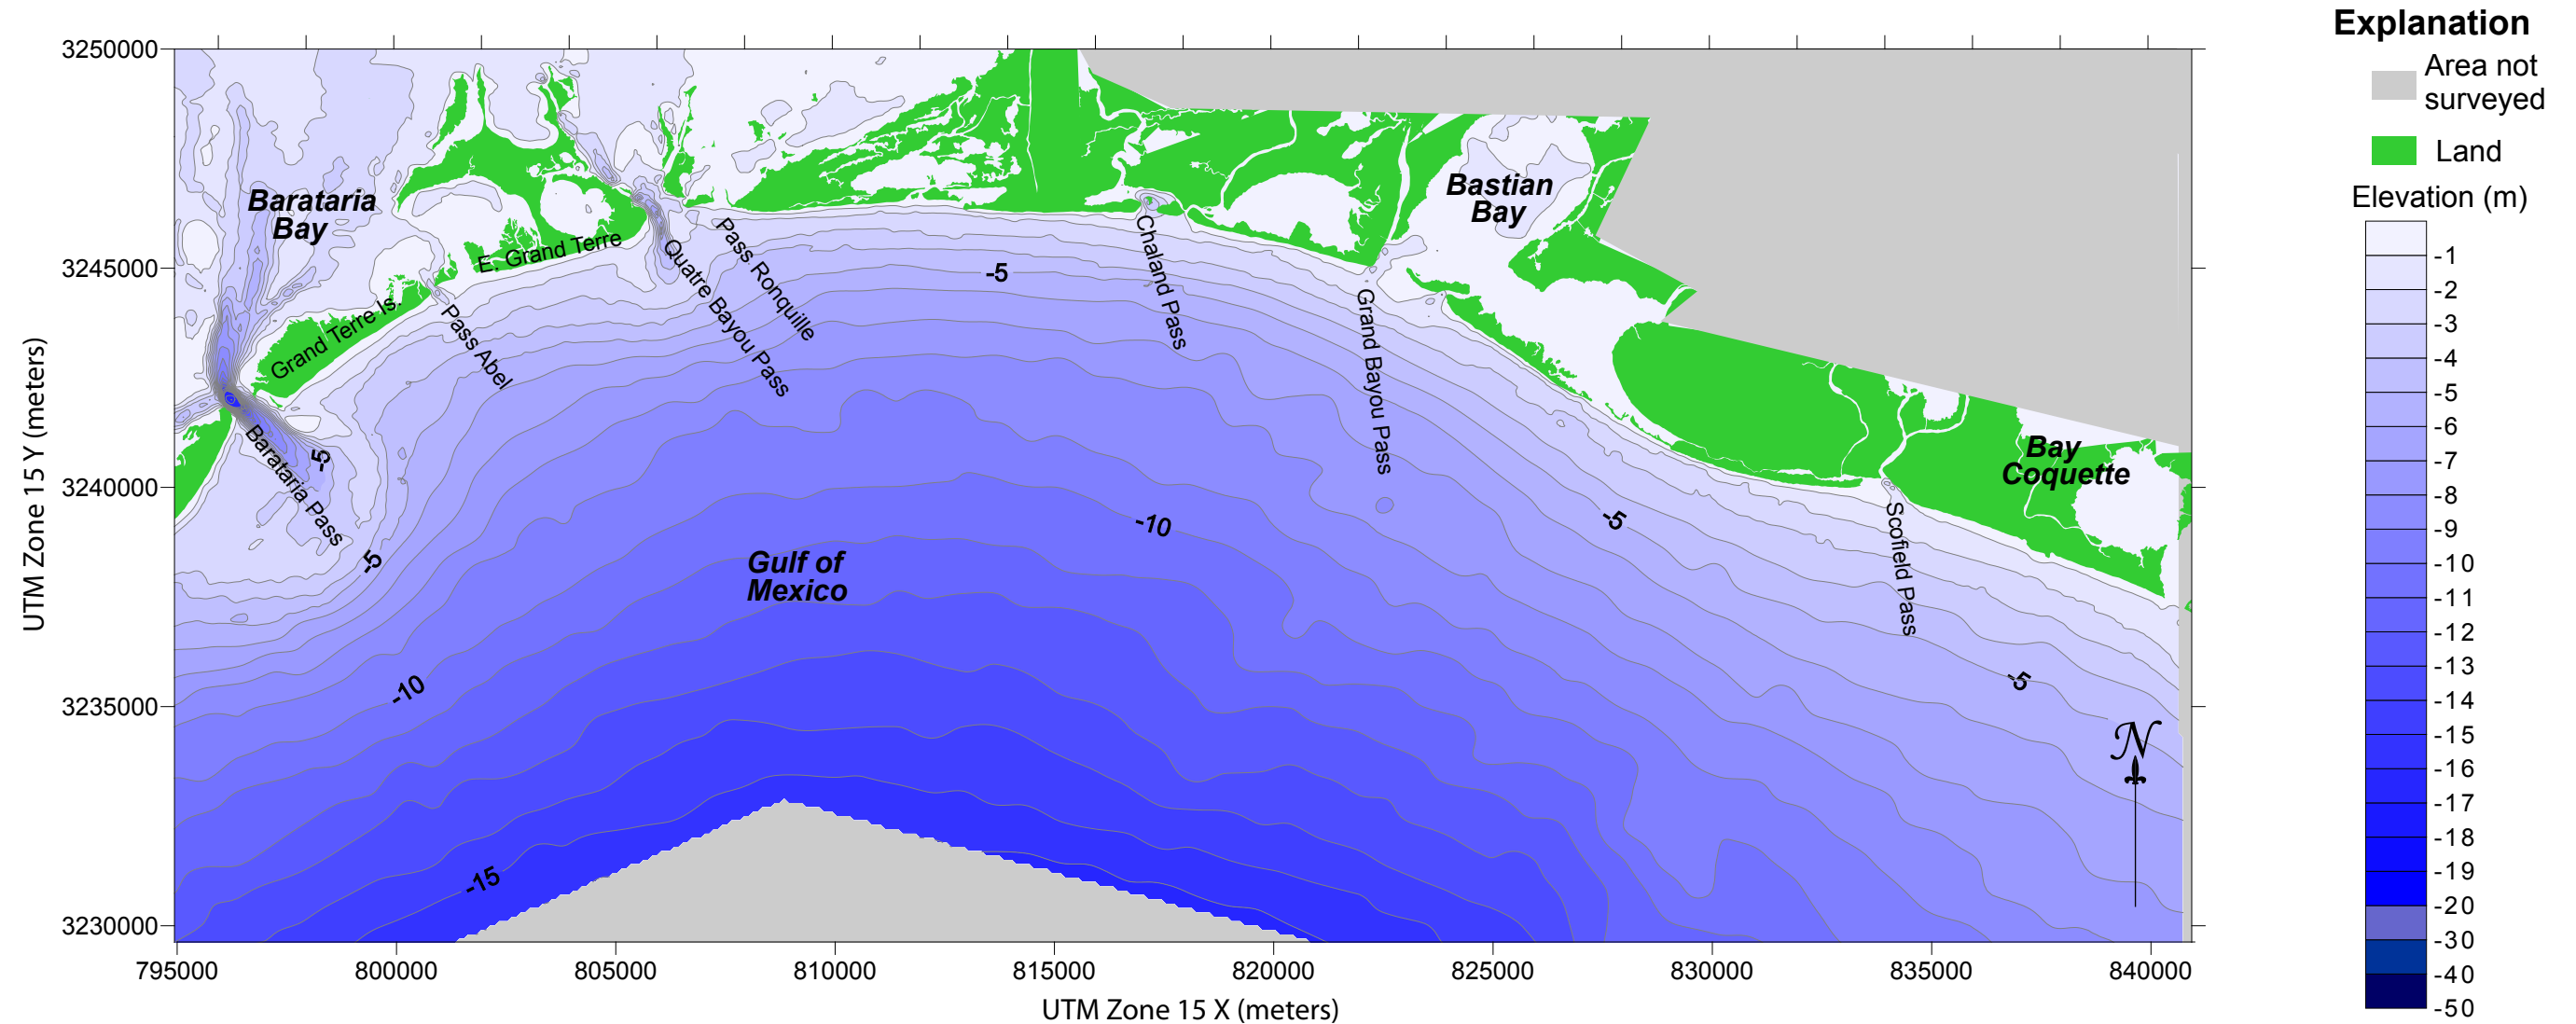 Explanation
Area not
surveyed
Land
Elevation (m)
-1
-2
-3
-4
-5
-6
-7
-8
-9
-10
-11
-12
-13
-14
-15
-16
-17
-18
-19
-20
-30
-40
-50
3250000
3245000
3240000
3235000
3230000
UTM Zone 15 Y (meters)
Barataria
Bay
Grand Terre Is.
E. Grand Terre
Pass Abel
Barataria Pass
Quatre Bayou Pass
Pass Ronquille
Chaland Pass
Grand Bayou Pass
Bastian
Bay
Scofield Pass
Bay
Coquette
Gulf of
Mexico
-5
-5
-5
-5
-5
-10
-10
-15
N
795000
800000
805000
810000
815000
820000
825000
830000
835000
840000
UTM Zone 15 X (meters)